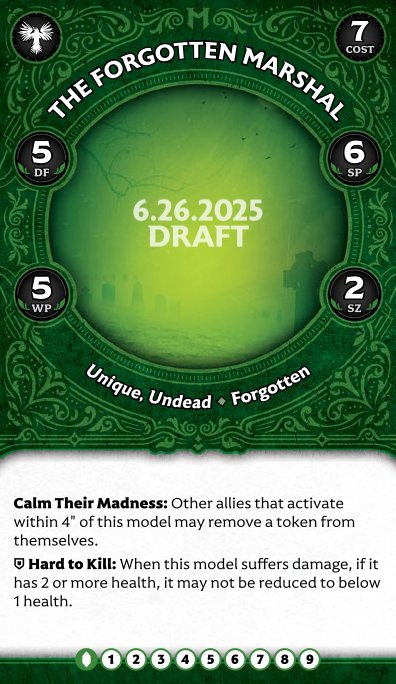 7
COST
THE FORGOTTEN MARSHAL
5
DF
6
SP
6.26.2025
DRAFT
5
WP
2
SZ
Unique, Undead ◆ Forgotten
Calm Their Madness: Other allies that activate
within 4" of this model may remove a token from
themselves.
Hard to Kill: When this model suffers damage, if it
has 2 or more health, it may not be reduced to below
1 health.
1 2 3 4 5 6 7 8 9